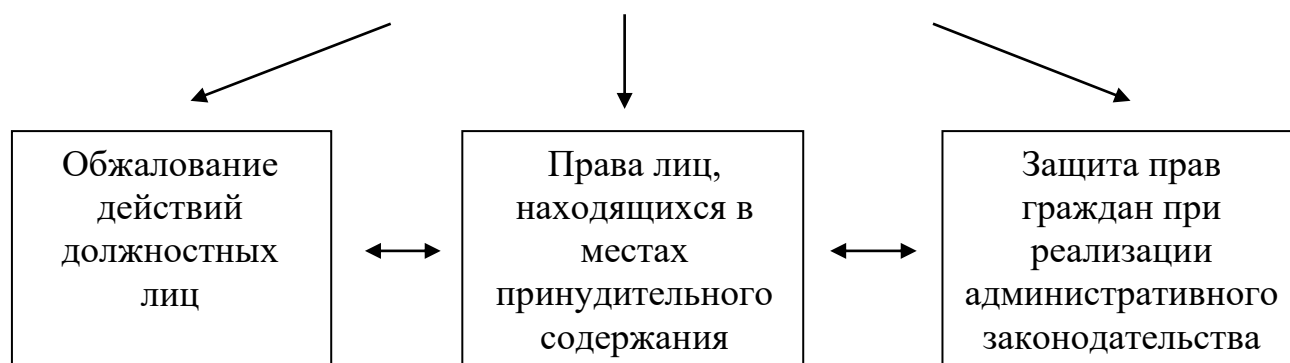 Обжалование
действий
должностных
лиц
Права лиц,
находящихся в
местах
принудительного
содержания
Защита прав
граждан при
реализации
административного
законодательства